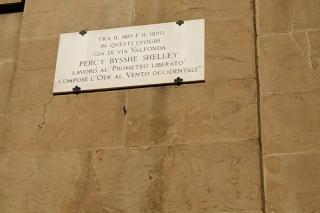 TRA IL 1819 E IL 1820
IN QUESTI LUOGHI
GIÀ DI VIA VALFONDA
PERCY BYSSHE SHELLEY
LAVORÒ AL "PROMETEO LIBERATO"
COMPOSE L'"ODE AL VENTO OCCIDENTALE"